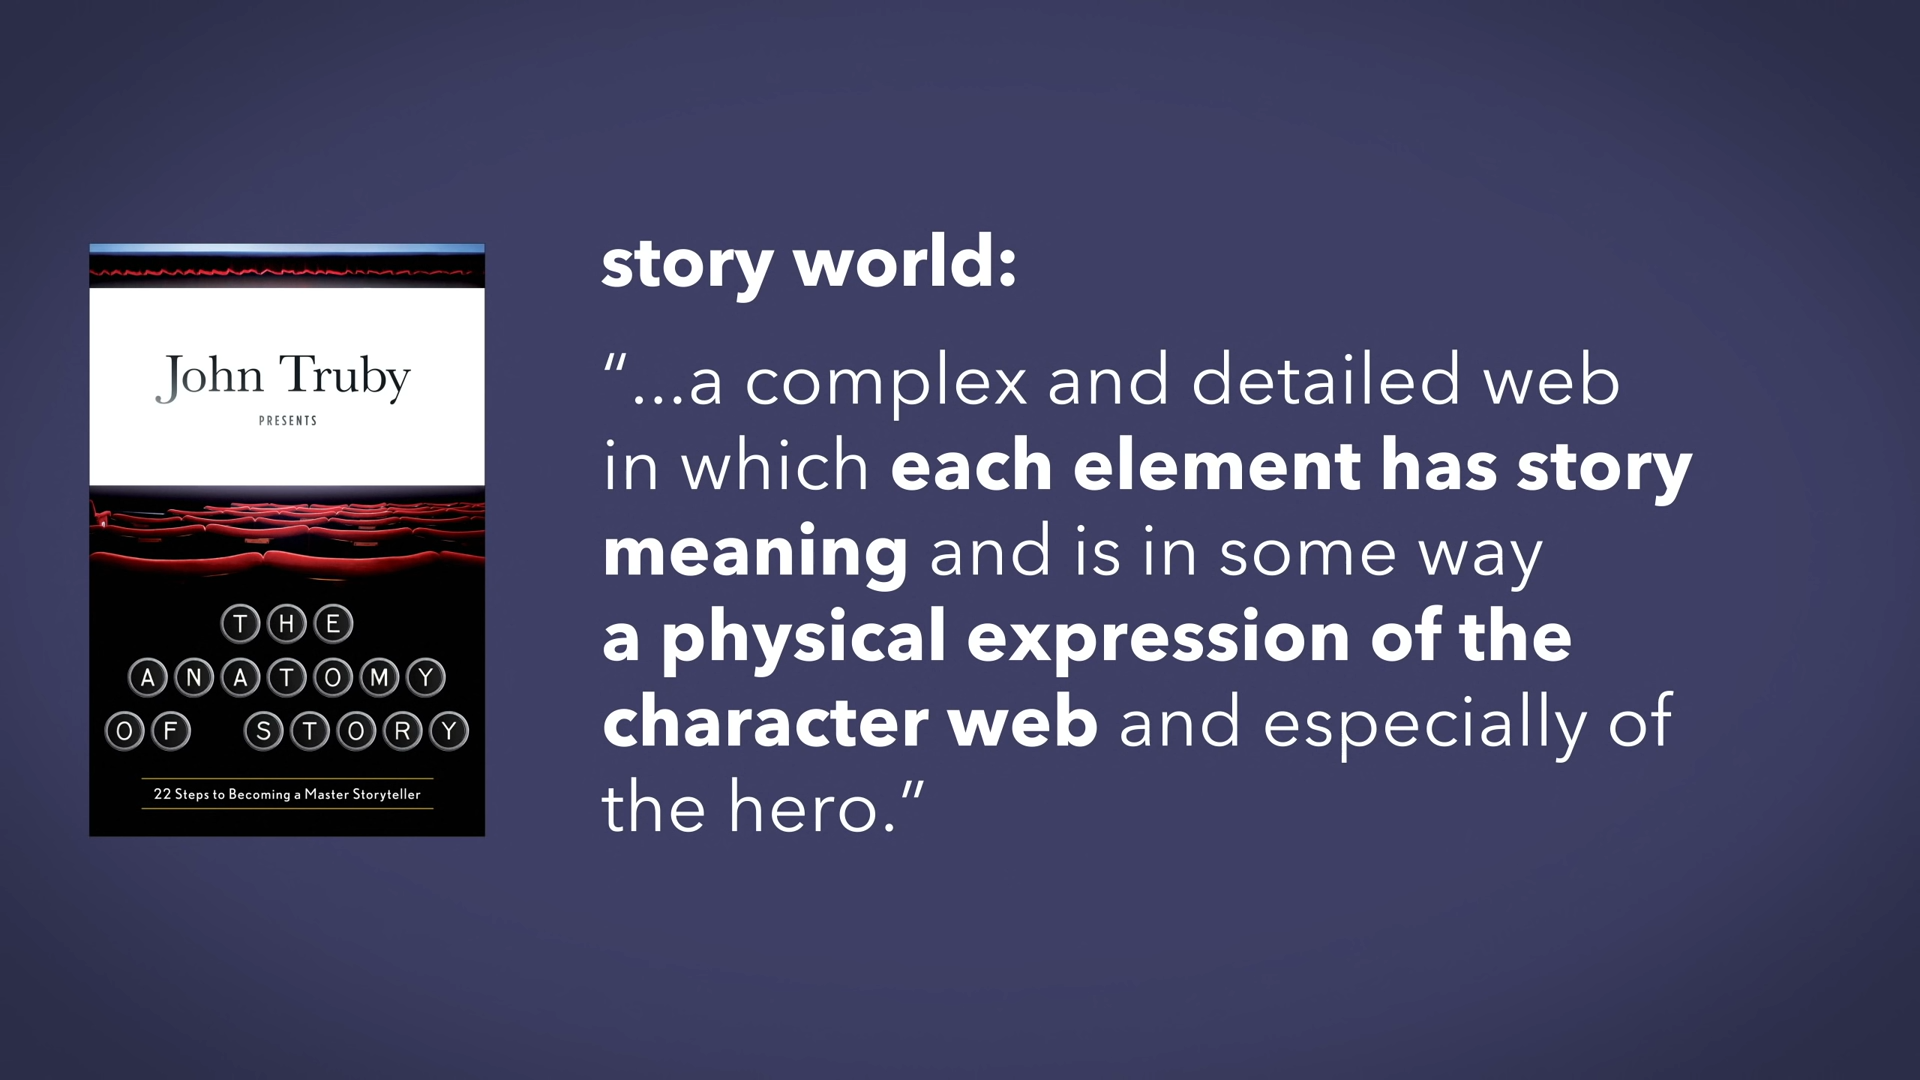 John Truby
PRESENTS
THE
ANATOMY
OF STORY
22 Steps to Becoming a Master Storyteller
story world:
“...a complex and detailed web
in which each element has story
meaning and is in some way
a physical expression of the
character web and especially of
the hero.”